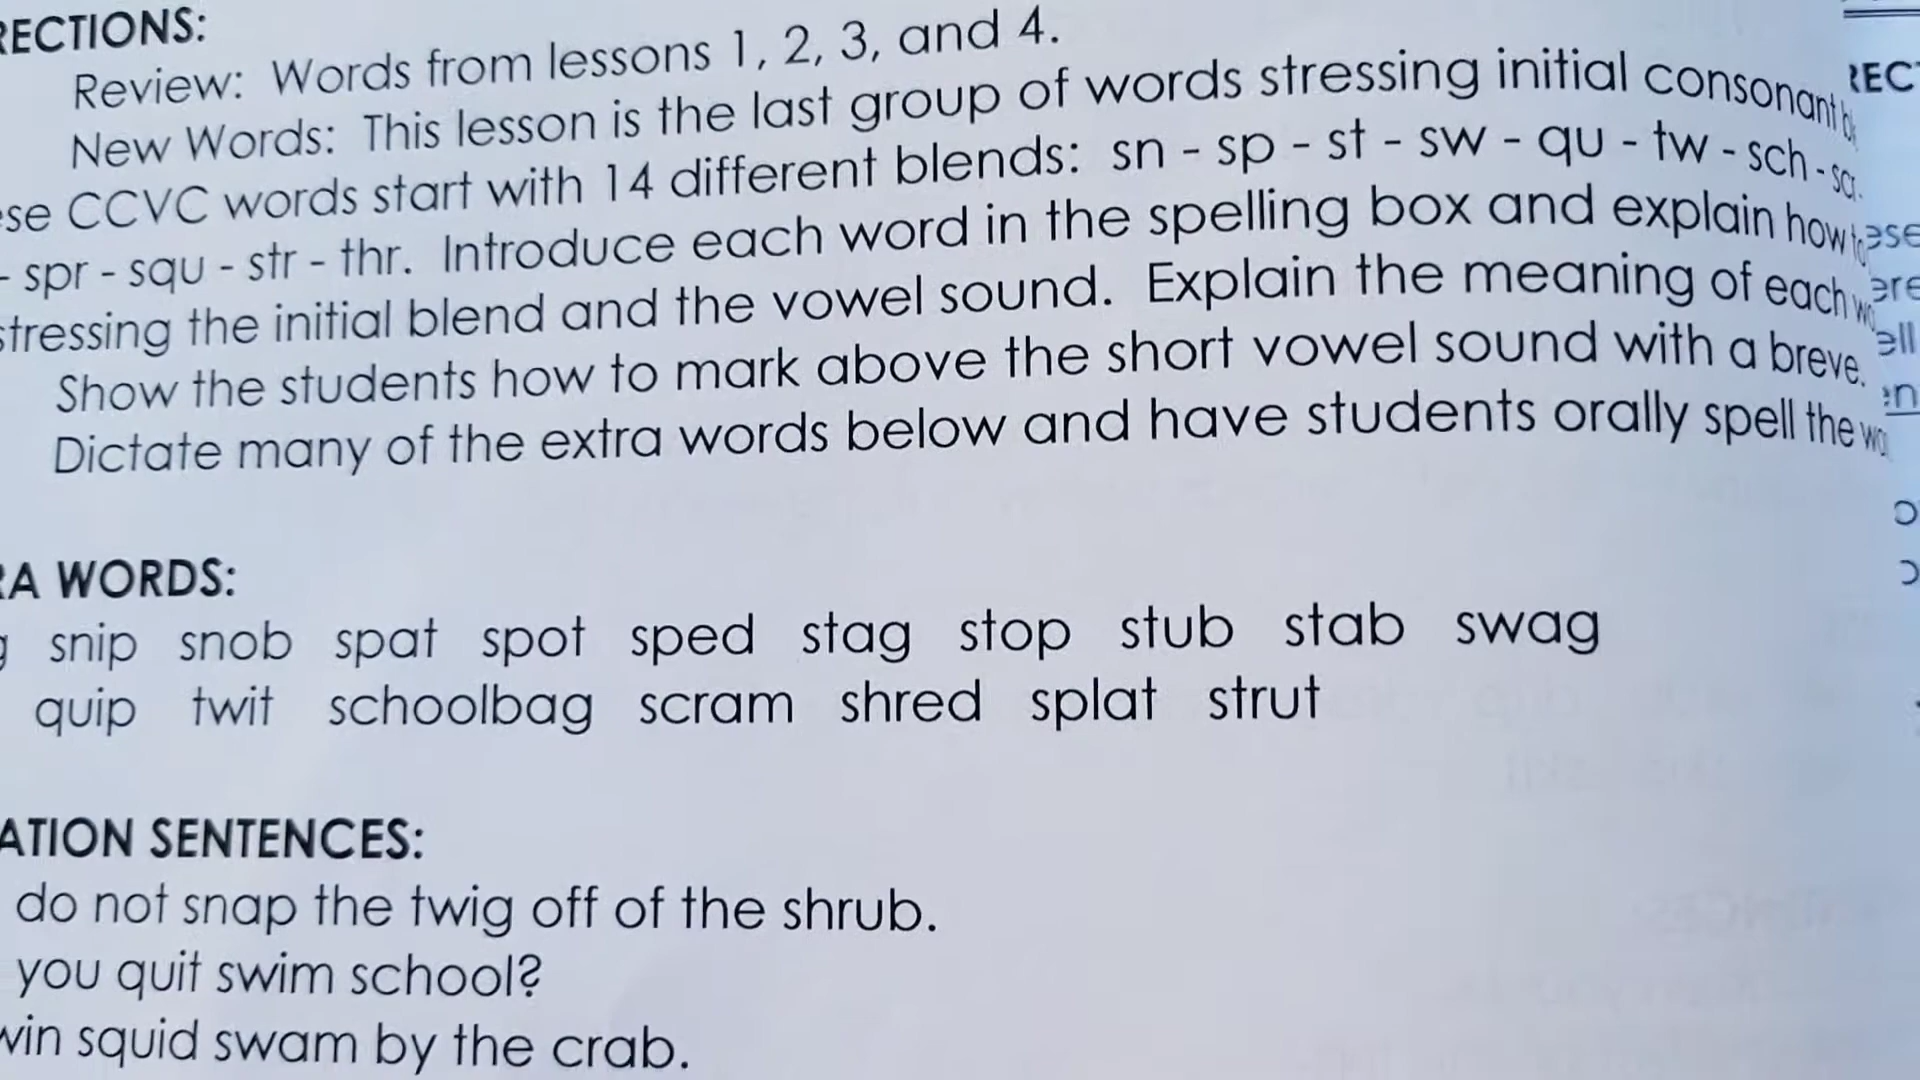 RECTIONS:
Review: Words from lessons 1, 2, 3, and 4.
New Words: This lesson is the last group of words stressing initial consonant
se CCVC words start with 14 different blends: sn - sp - st - sw - qu - tw - sch -
- spr - squ - str - thr. Introduce each word in the spelling box and explain how
stressing the initial blend and the vowel sound. Explain the meaning of each
Show the students how to mark above the short vowel sound with a breve.
Dictate many of the extra words below and have students orally spell the
RA WORDS:
snip snob spat spot sped stag stop stub stab swag
quip twit schoolbag scram shred splat strut
ATION SENTENCES:
do not snap the twig off of the shrub.
you quit swim school?
win squid swam by the crab.